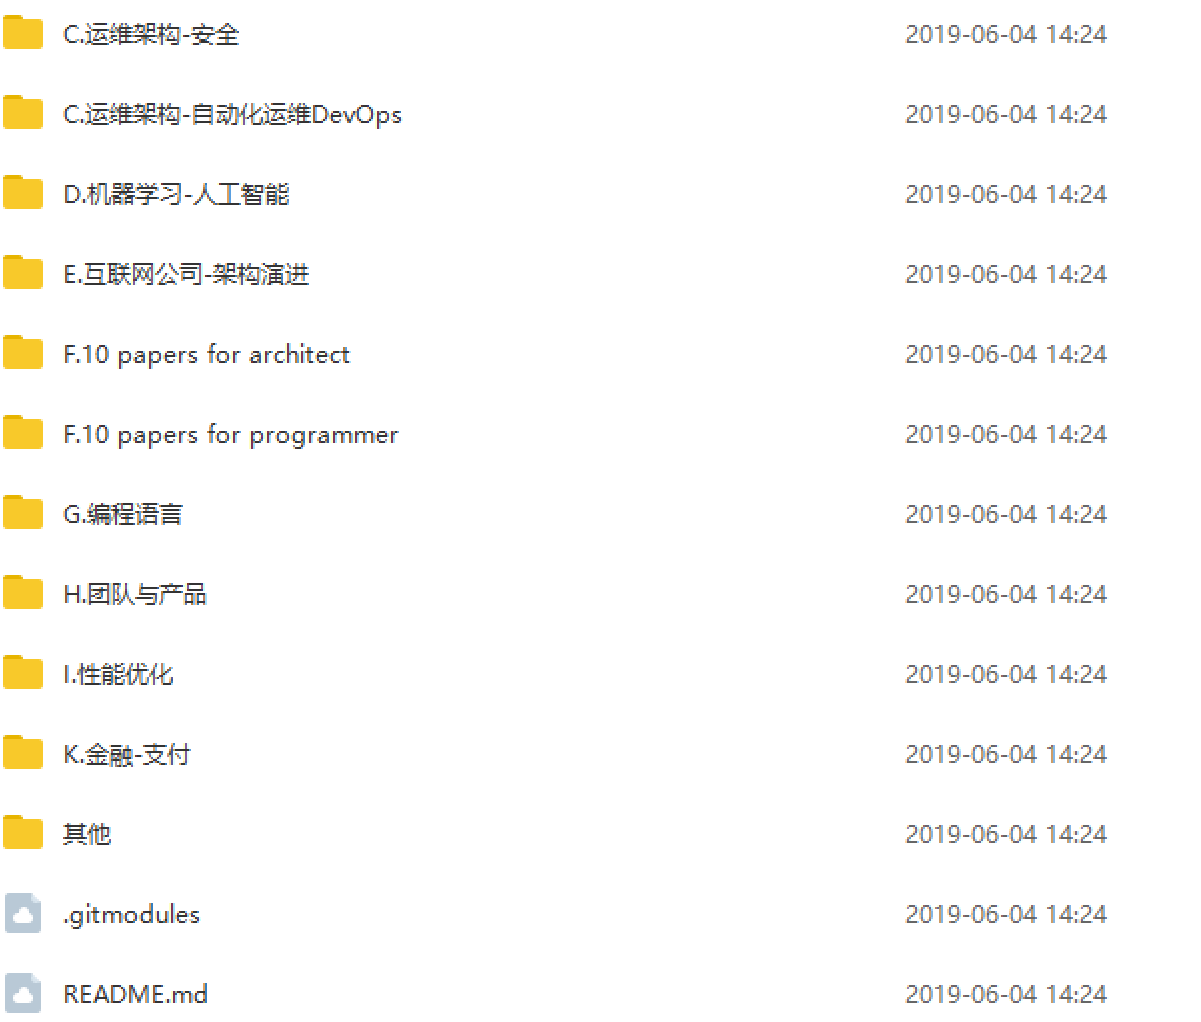 C.运维架构-安全 2019-06-04 14:24
C.运维架构-自动化运维DevOps 2019-06-04 14:24
D.机器学习-人工智能 2019-06-04 14:24
E.互联网公司-架构演进 2019-06-04 14:24
F.10 papers for architect 2019-06-04 14:24
F.10 papers for programmer 2019-06-04 14:24
G.编程语言 2019-06-04 14:24
H.团队与产品 2019-06-04 14:24
I.性能优化 2019-06-04 14:24
K.金融-支付 2019-06-04 14:24
其他 2019-06-04 14:24
.gitmodules 2019-06-04 14:24
README.md 2019-06-04 14:24